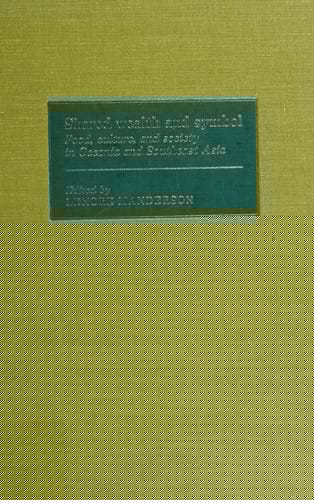 Shared wealth and symbol
Food, culture, and society
in Oceania and Southeast Asia
Edited by
LENORE MANDERSON